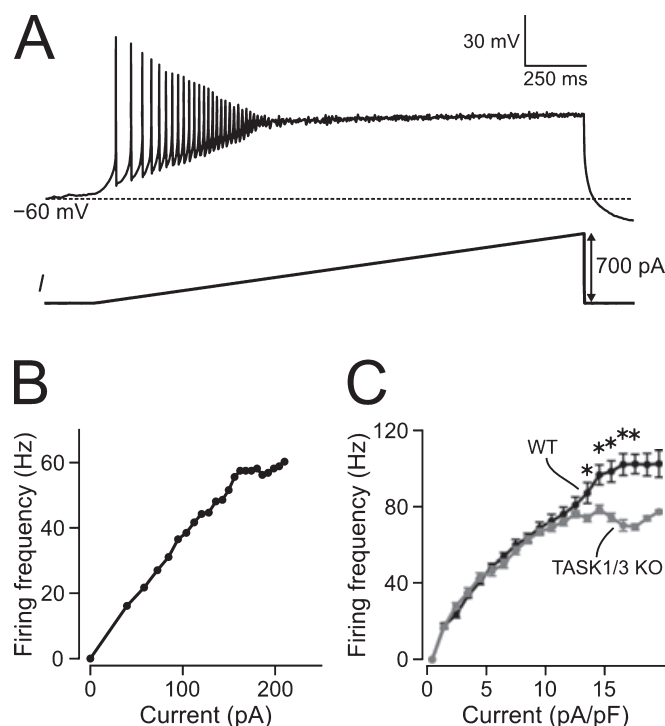 A
30 mV
250 ms
−60 mV
I
700 pA
B
Firing frequency (Hz)
60
40
20
0
0 100 200
Current (pA)
C
Firing frequency (Hz)
120
80
40
0
WT
* * * * *
TASK1/3 KO
0 5 10 15
Current (pA/pF)